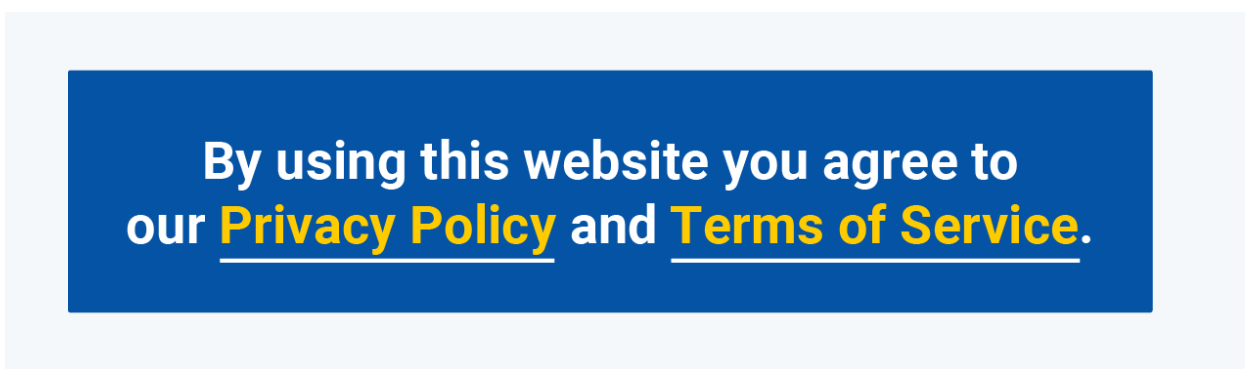 By using this website you agree to
our Privacy Policy and Terms of Service.